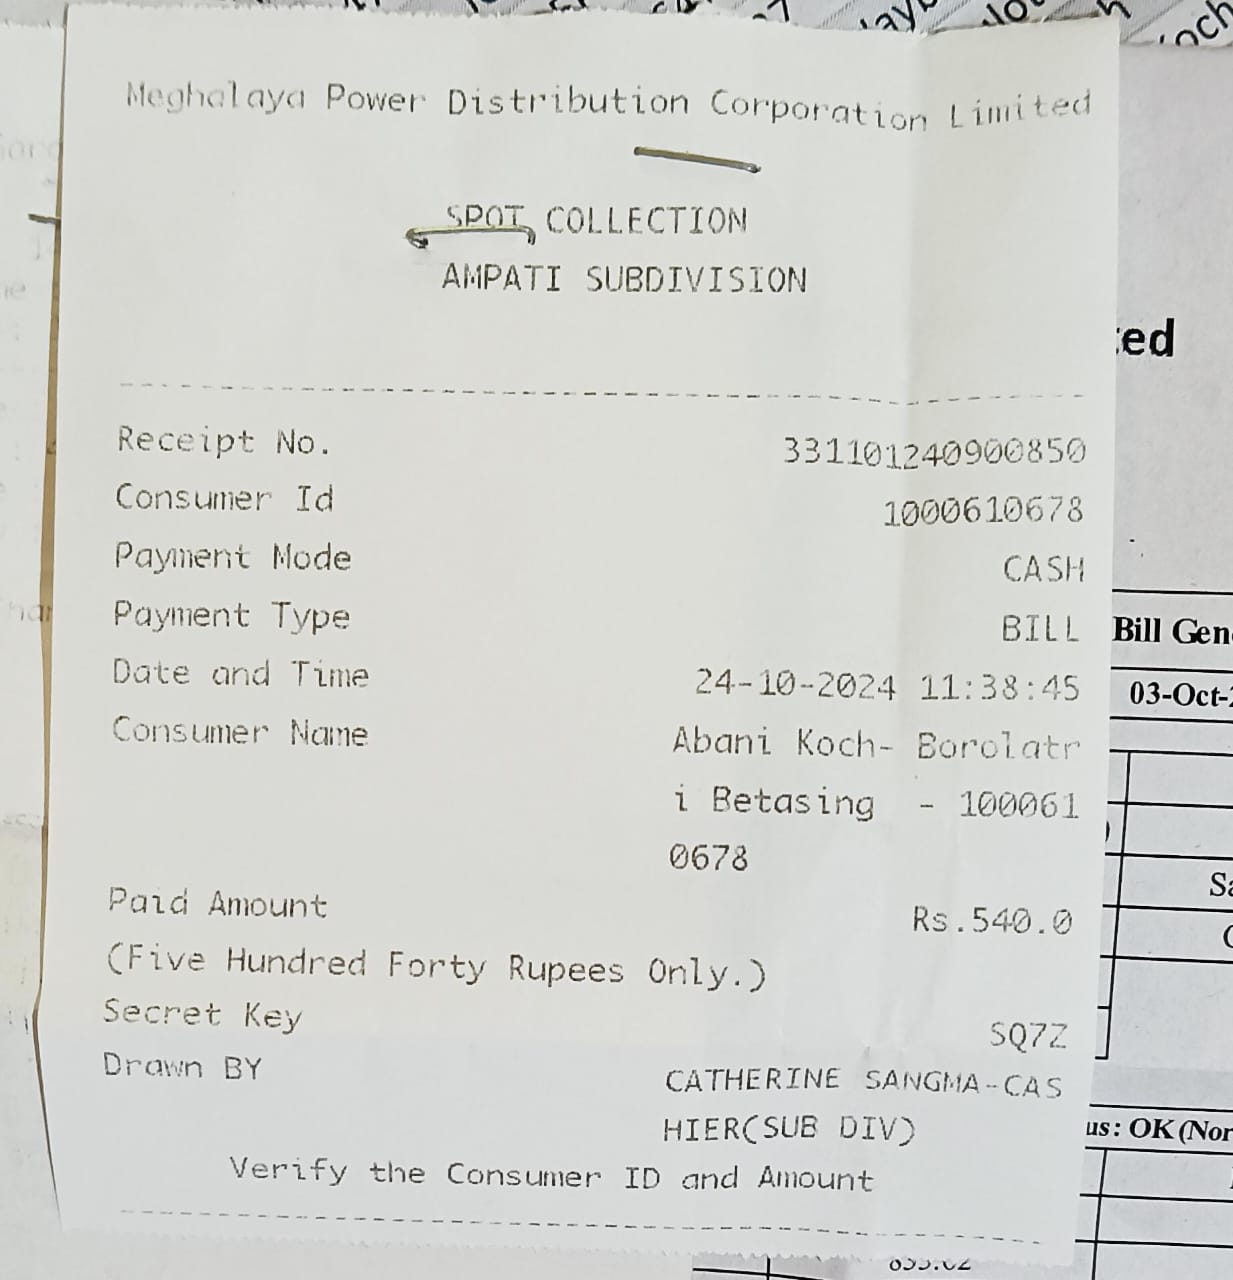 Meghalaya Power Distribution Corporation Limited
SPOT COLLECTION
AMPATI SUBDIVISION
Receipt No. 331101240900850
Consumer Id 1000610678
Payment Mode CASH
Payment Type BILL
Date and Time 24-10-2024 11:38:45
Consumer Name Abani Koch- Borolatr
i Betasing - 100061
0678
Paid Amount Rs.540.0
(Five Hundred Forty Rupees Only.)
Secret Key SQ7Z
Drawn BY CATHERINE SANGMA-CAS
HIER(SUB DIV)
Verify the Consumer ID and Amount
ted
Bill Gen
03-Oct-
us: OK(Nor